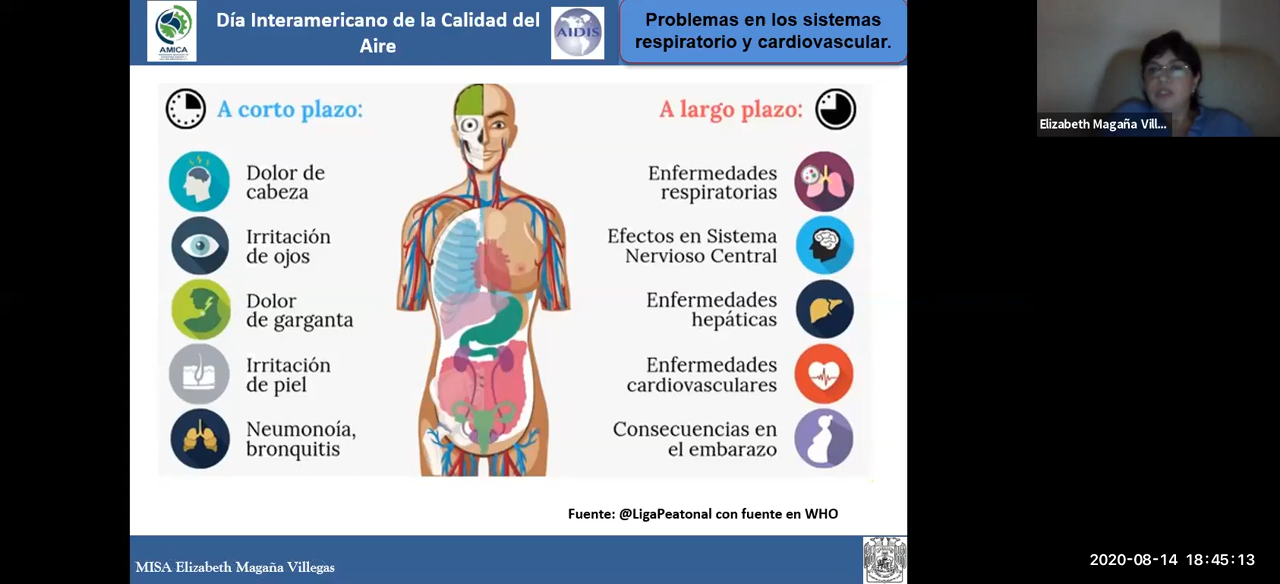 AMICA
Día Interamericano de la Calidad del
Aire
AIDIS
Problemas en los sistemas
respiratorio y cardiovascular.
A corto plazo:
Dolor de
cabeza
Irritación
de ojos
Dolor
de garganta
Irritación
de piel
Neumonoía,
bronquitis
A largo plazo:
Enfermedades
respiratorias
Efectos en Sistema
Nervioso Central
Enfermedades
hepáticas
Enfermedades
cardiovasculares
Consecuencias en
el embarazo
Fuente: @LigaPeatonal con fuente en WHO
MISA Elizabeth Magaña Villegas
Elizabeth Magaña Vill...
2020-08-14 18:45:13